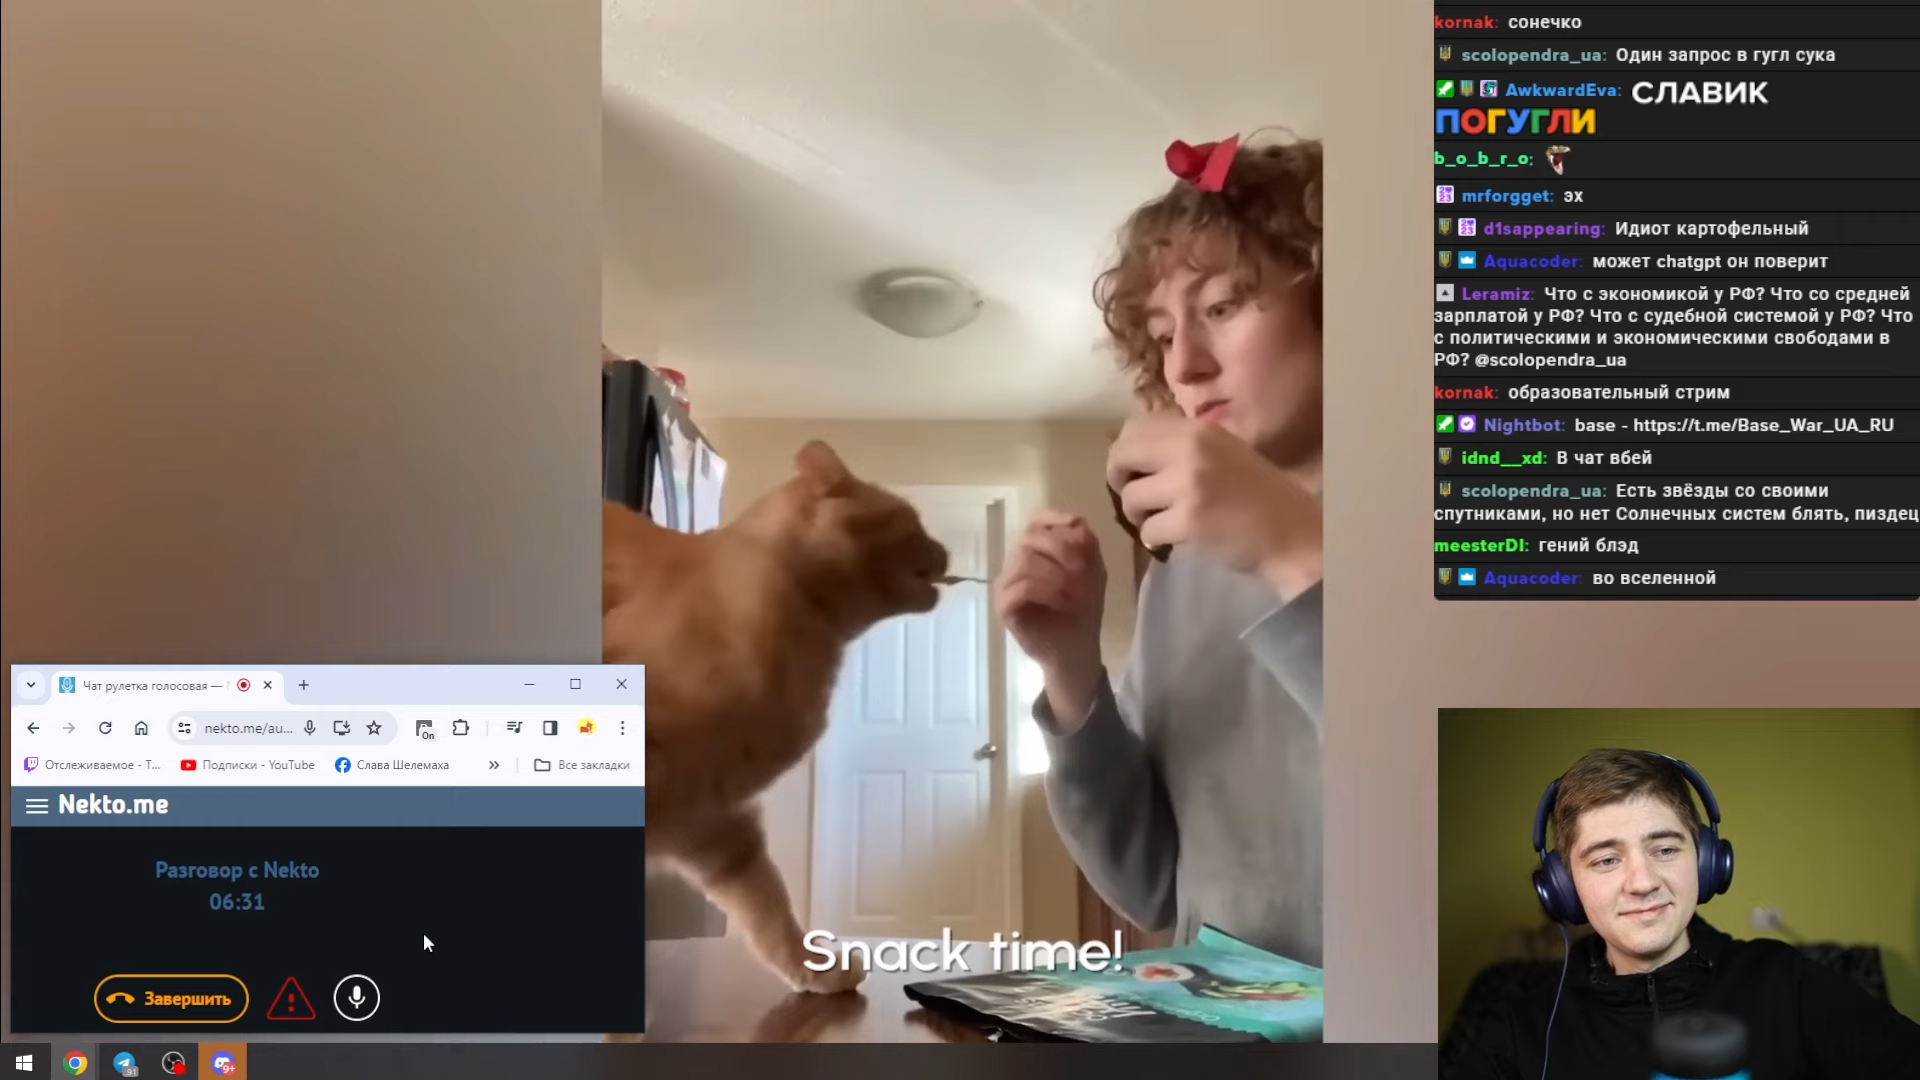 Snack time!
Чат рулетка голосовая —
nekto.me/au...
On
Отслеживаемое - Т...
Подписки - YouTube
Слава Шелемаха
Все закладки
Nekto.me
Разговор с Nekto
06:31
Завершить
91
9+
kornak: сонечко
scolopendra_ua: Один запрос в гугл сука
AwkwardEva: СЛАВИК
ПОГУГЛИ
b_o_b_r_o:
mrforgget: эх
d1sappearing: Идиот картофельный
Aquacoder: может chatgpt он поверит
Leramiz: Что с экономикой у РФ? Что со средней
зарплатой у РФ? Что с судебной системой у РФ? Что
с политическими и экономическими свободами в
РФ? @scolopendra_ua
kornak: образовательный стрим
Nightbot: base - https://t.me/Base_War_UA_RU
idnd__xd: В чат вбей
scolopendra_ua: Есть звёзды со своими
спутниками, но нет Солнечных систем блять, пиздец
meesterDI: гений блэд
Aquacoder: во вселенной